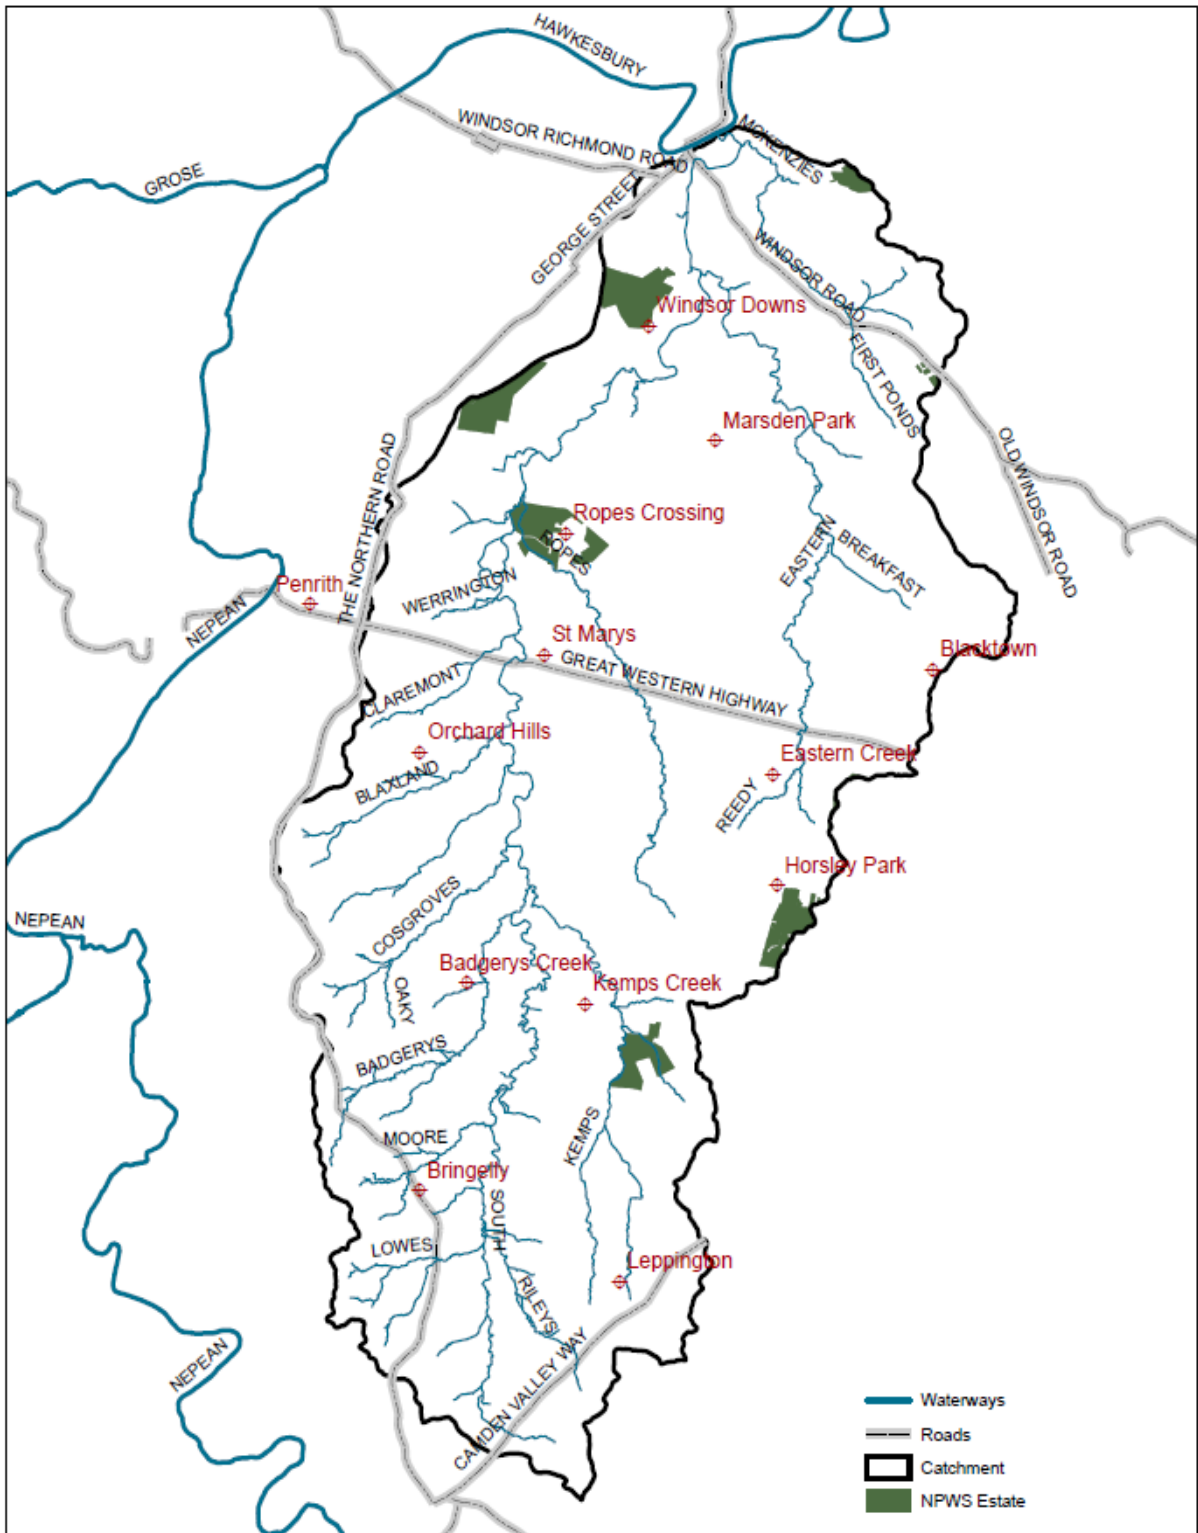 HAWKESBURY
WINDSOR RICHMOND ROAD
MCKENZIES
GROSE
GEORGE STREET
WINDSOR ROAD
Windsor Downs
FIRST PONDS
Marsden Park
OLD WINDSOR ROAD
THE NORTHERN ROAD
Ropes Crossing
ROPES
EASTERN
BREAKFAST
Penrith
WERRINGTON
NEPEAN
St Marys
GREAT WESTERN HIGHWAY
Blacktown
CLAREMONT
Orchard Hills
Eastern Creek
BLAXLAND
REEDY
Horsley Park
NEPEAN
COSGROVES
Badgerys Creek
OAKY
Kemps Creek
BADGERYS
KEMPS
MOORE
Bringelly
SOUTH
LOWES
Leppington
RILEYS
NEPEAN
CAMDEN VALLEY WAY
Waterways
Roads
Catchment
NPWS Estate